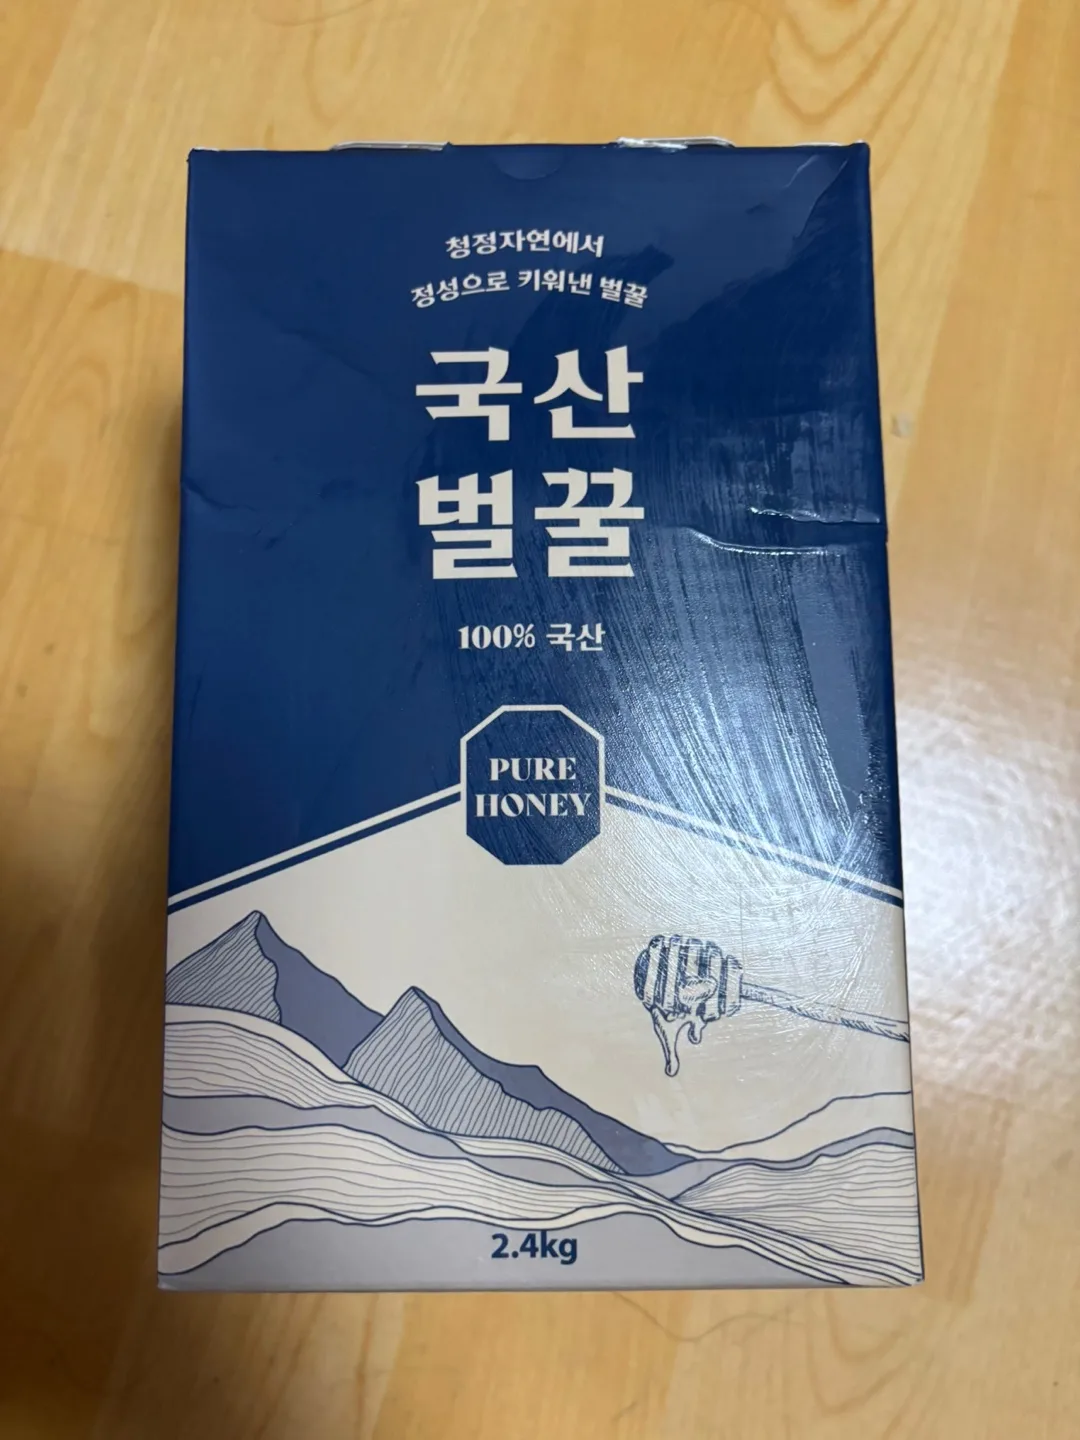 청정자연에서
정성으로 키워낸 벌꿀
국산
벌꿀
100% 국산
PURE
HONEY
2.4kg